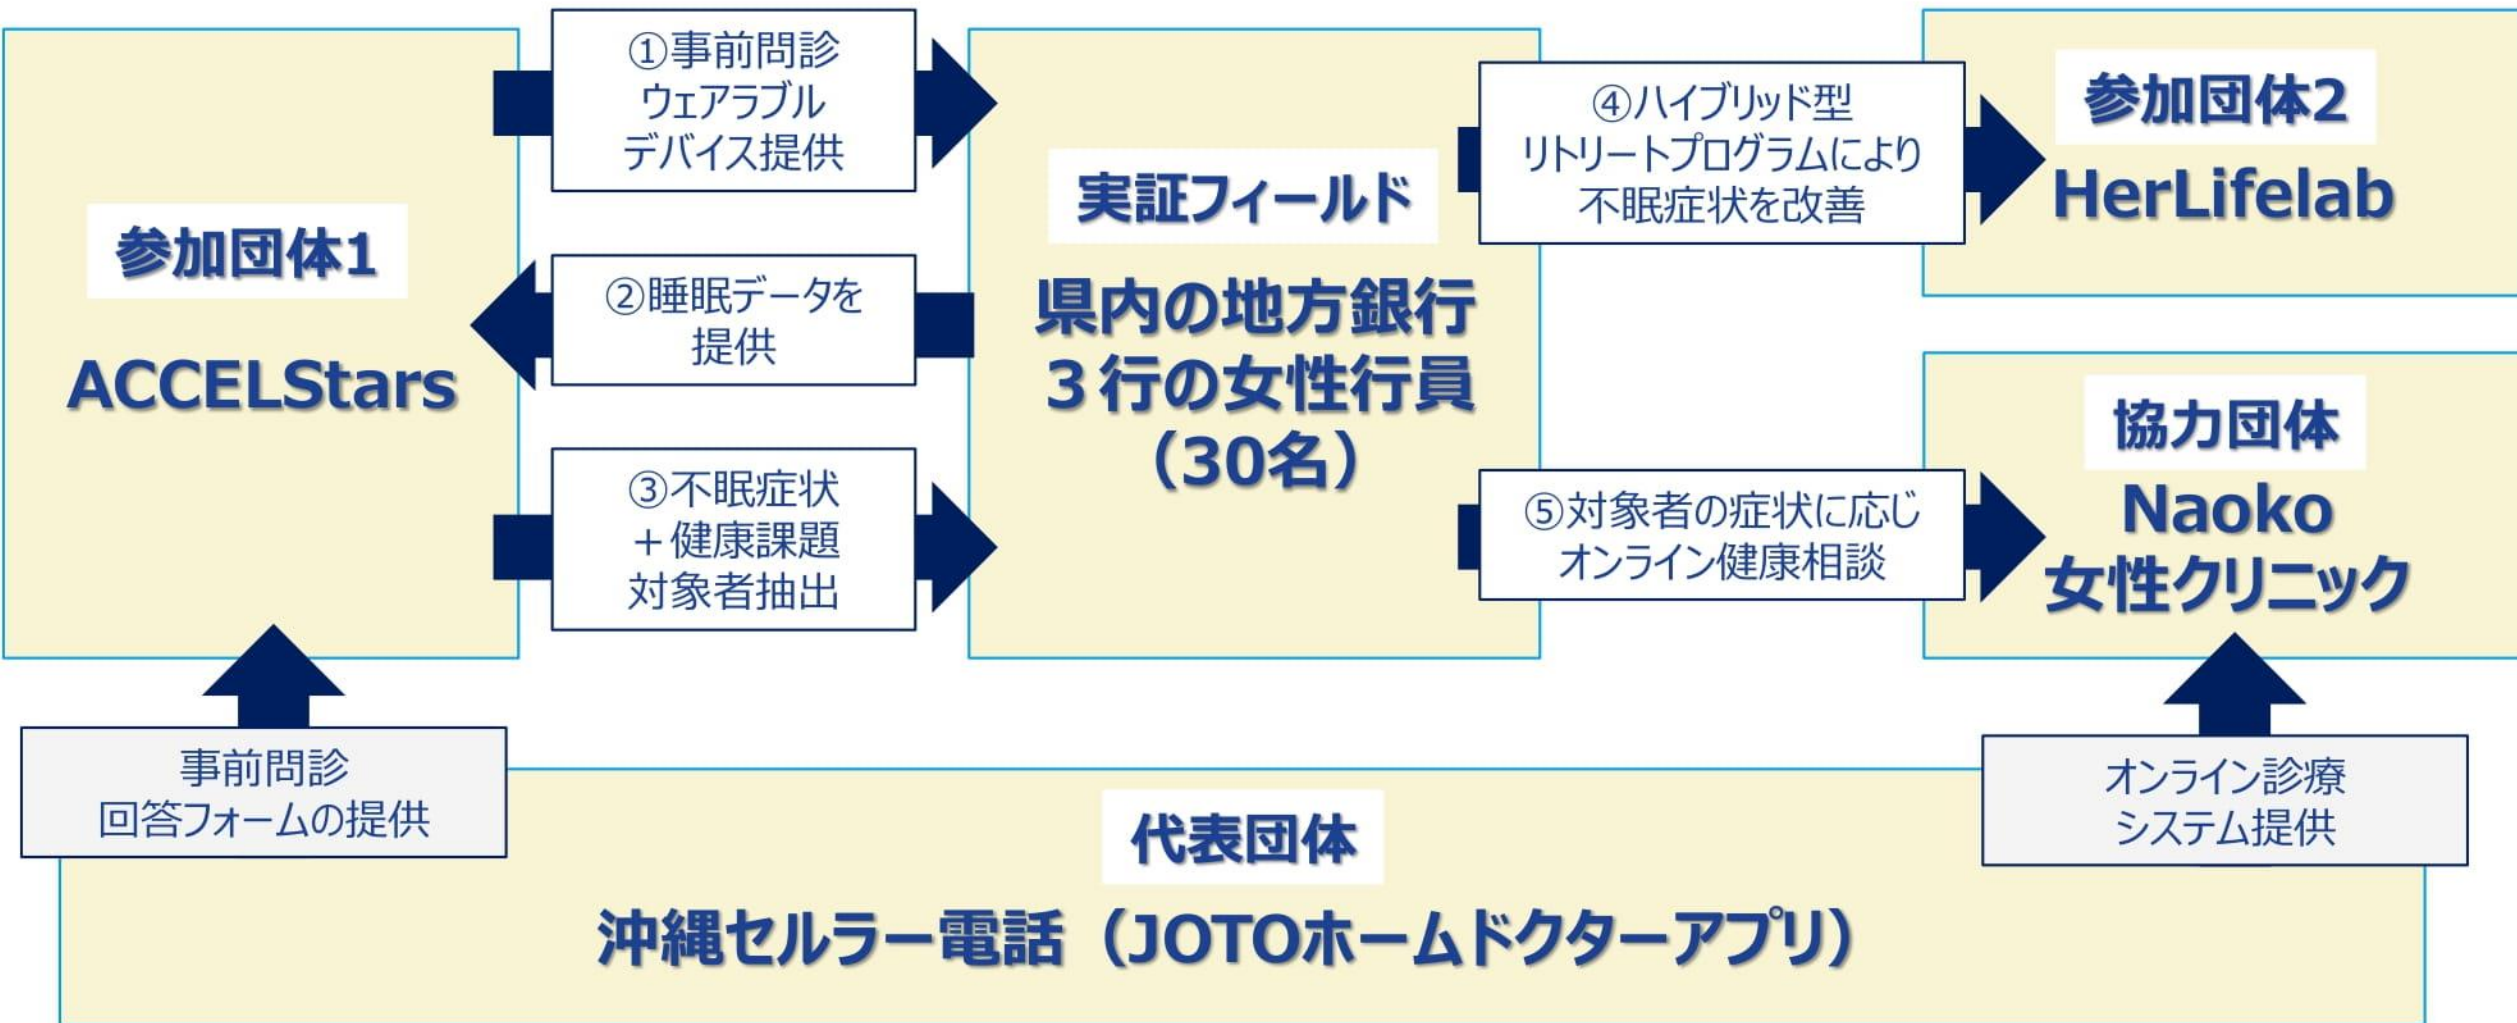 参加団体1
ACCELStars
①事前問診
ウェアラブル
デバイス提供
②睡眠データを
提供
③不眠症状
＋健康課題
対象者抽出
実証フィールド
県内の地方銀行
３行の女性行員
（30名）
④ハイブリッド型
リトリートプログラムにより
不眠症状を改善
⑤対象者の症状に応じ
オンライン健康相談
参加団体2
HerLifelab
協力団体
Naoko
女性クリニック
事前問診
回答フォームの提供
オンライン診療
システム提供
代表団体
沖縄セルラー電話（JOTOホームドクターアプリ）